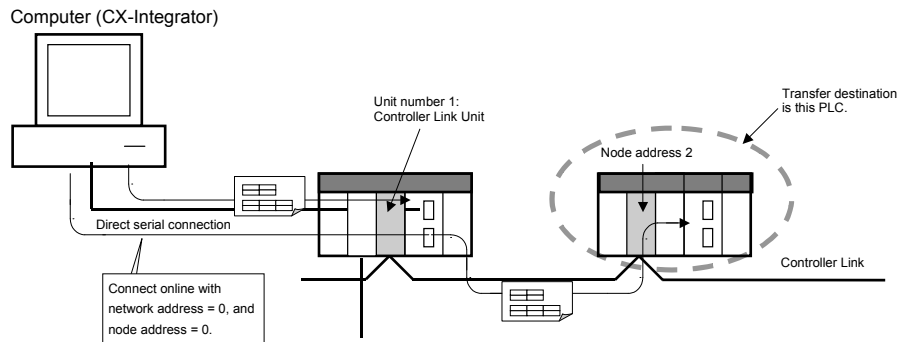 Computer (CX-Integrator)
Unit number 1:
Controller Link Unit
Transfer destination
is this PLC.
Node address 2
Direct serial connection
Controller Link
Connect online with
network address = 0, and
node address = 0.